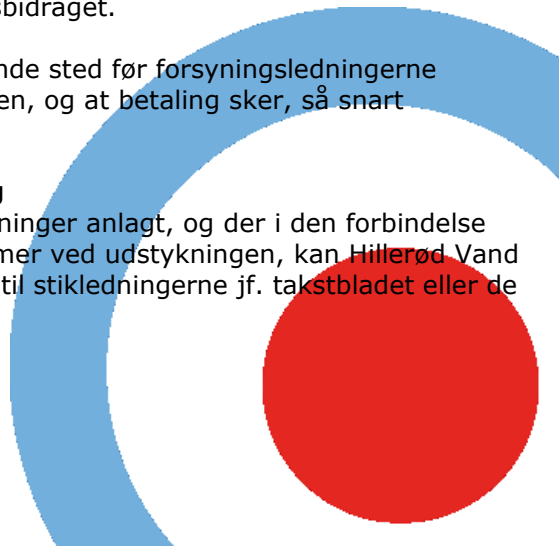 sbidraget.
nde sted før forsyningsledningerne
en, og at betaling sker, så snart
g
ninger anlagt, og der i den forbindelse
mer ved udstykningen, kan Hillerød Vand
til stikledningerne jf. takstbladet eller de